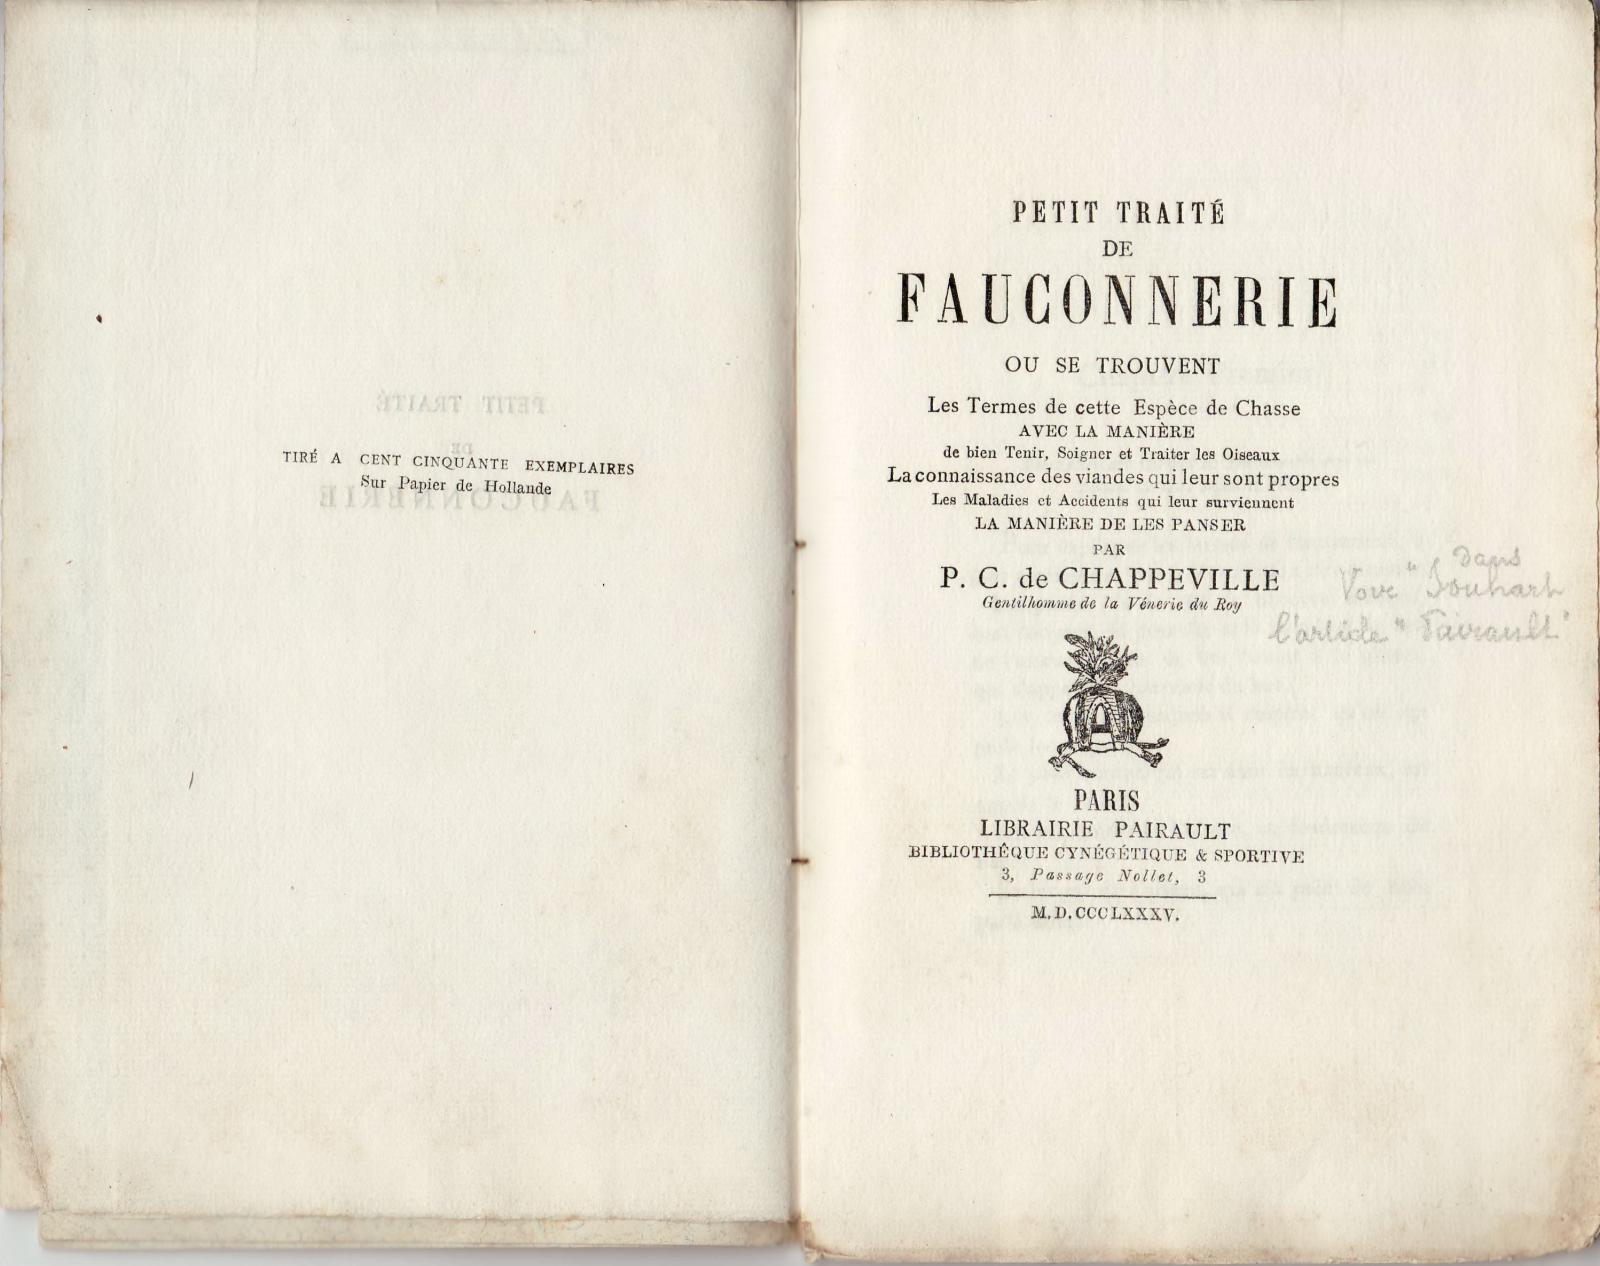 TIRÉ A CENT CINQUANTE EXEMPLAIRES
Sur Papier de Hollande
PETIT TRAITÉ
DE
FAUCONNERIE
OU SE TROUVENT
Les Termes de cette Espèce de Chasse
AVEC LA MANIÈRE
de bien Tenir, Soigner et Traiter les Oiseaux
La connaissance des viandes qui leur sont propres
Les Maladies et Accidents qui leur surviennent
LA MANIÈRE DE LES PANSER
PAR
P. C. de CHAPPEVILLE
Gentilhomme de la Vénerie du Roy
dans
"Souhart
l'article "Pairault"
A
PARIS
LIBRAIRIE PAIRAULT
BIBLIOTHÊQUE CYNÉGÉTIQUE & SPORTIVE
3, Passage Nollet, 3
M.D.CCCLXXXV.